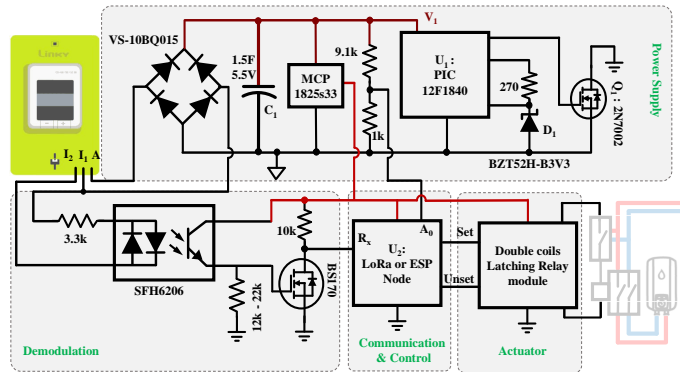 VS-10BQ015
V1
Linky
1.5F
5.5V
C1
MCP
1825s33
9.1k
1k
U1 :
PIC
12F1840
270
D1
BZT52H-B3V3
Q1 : 2N7002
Power Supply
I2 I1 A
3.3k
SFH6206
12k - 22k
10k
BS170
Rx
A0
U2:
LoRa or ESP
Node
Set
Unset
Double coils
Latching Relay
module
Demodulation
Communication
& Control
Actuator